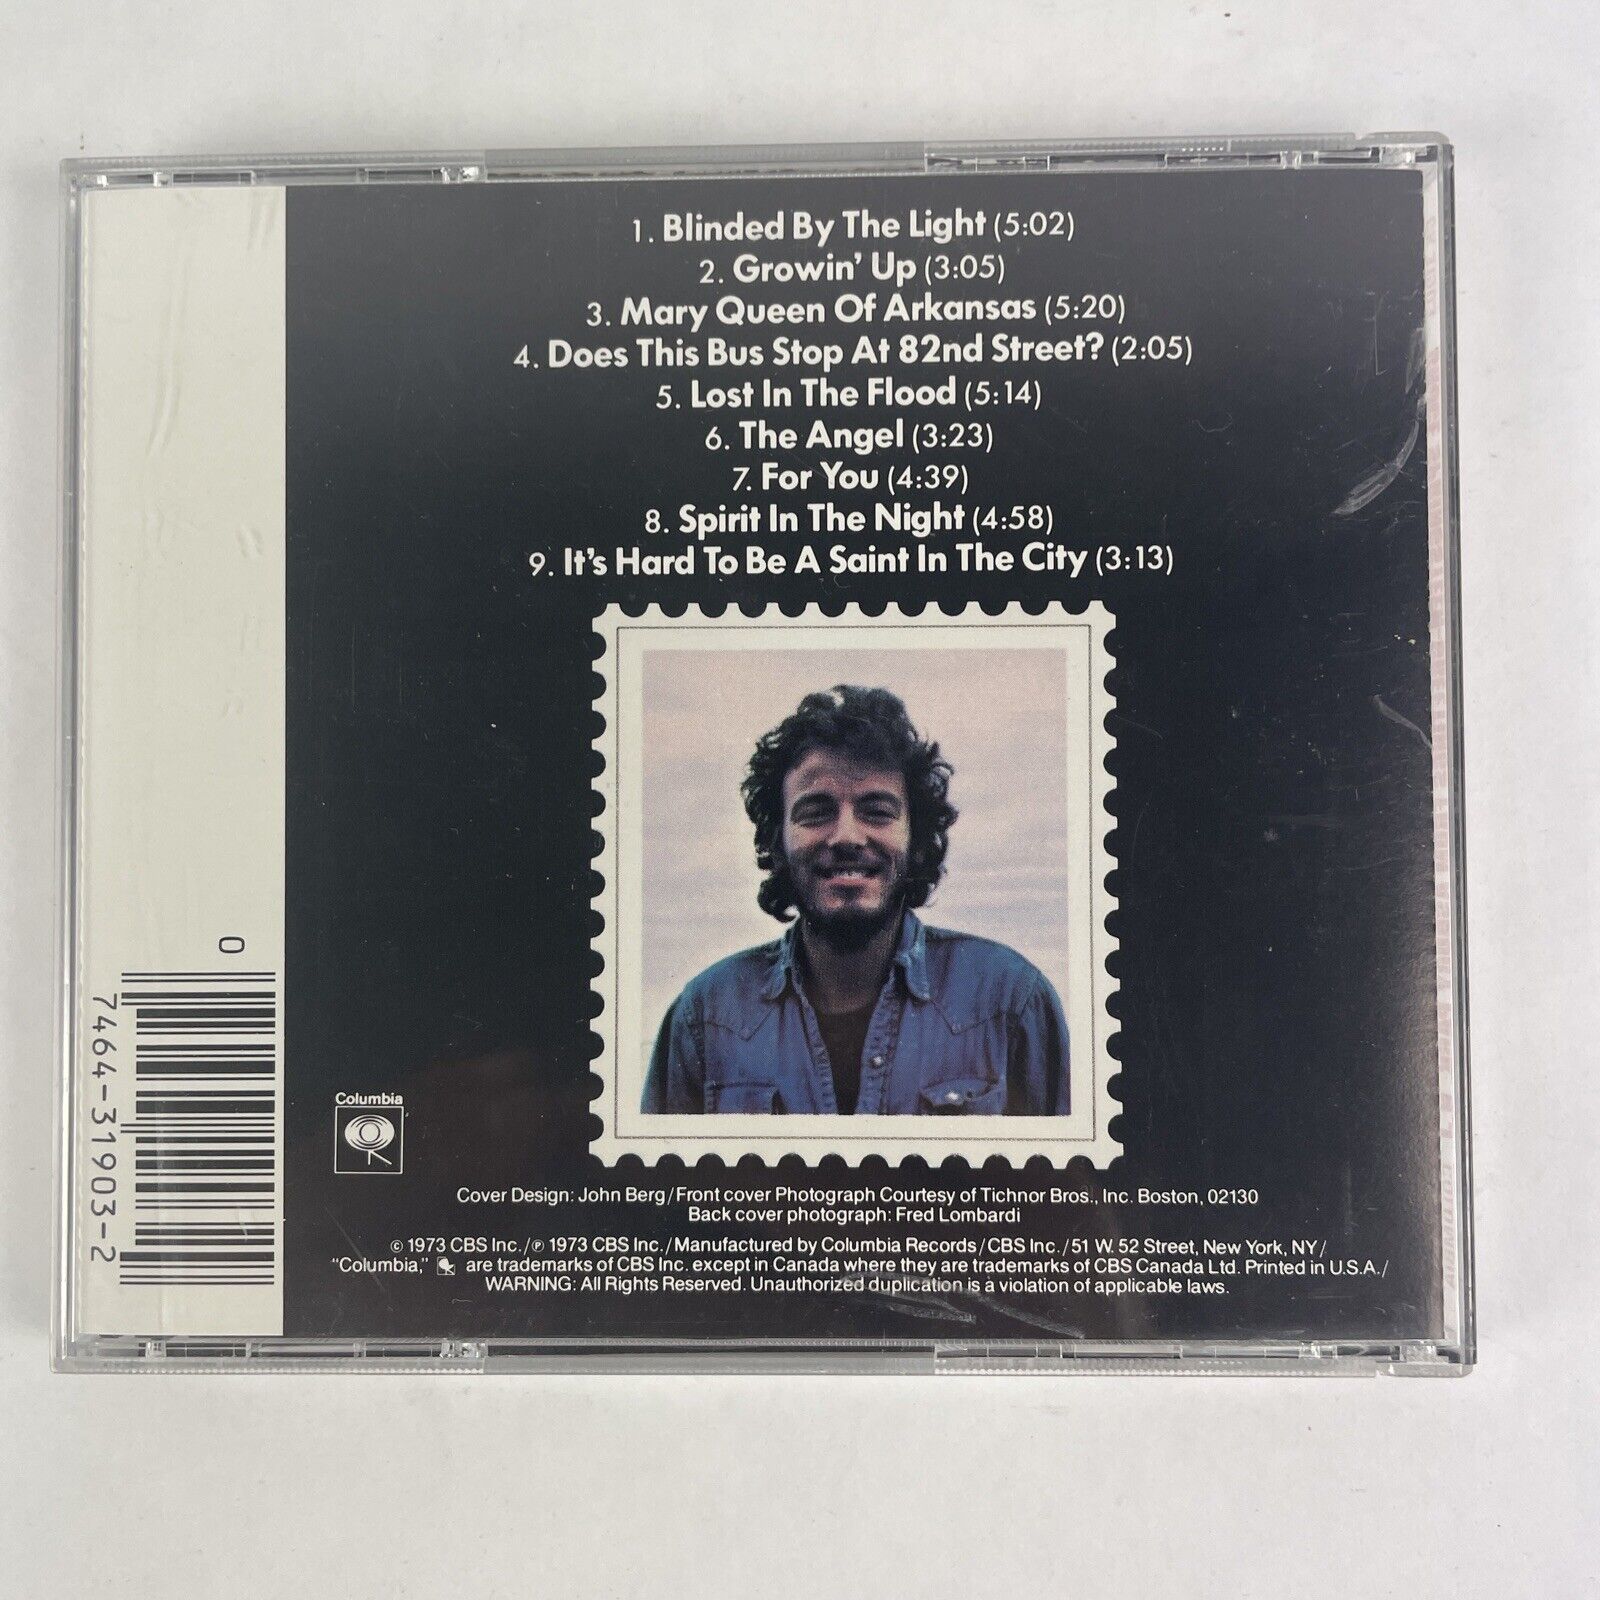 1. Blinded By The Light (5:02)
2. Growin' Up (3:05)
3. Mary Queen Of Arkansas (5:20)
4. Does This Bus Stop At 82nd Street? (2:05)
5. Lost In The Flood (5:14)
6. The Angel (3:23)
7. For You (4:39)
8. Spirit In The Night (4:58)
9. It's Hard To Be A Saint In The City (3:13)
0
7464-31903-2
Columbia
Cover Design: John Berg/Front cover Photograph Courtesy of Tichnor Bros., Inc. Boston, 02130
Back cover photograph: Fred Lombardi
© 1973 CBS Inc./℗ 1973 CBS Inc./Manufactured by Columbia Records/CBS Inc./51 W. 52 Street, New York, NY/
"Columbia," are trademarks of CBS Inc. except in Canada where they are trademarks of CBS Canada Ltd. Printed in U.S.A./
WARNING: All Rights Reserved. Unauthorized duplication is a violation of applicable laws.